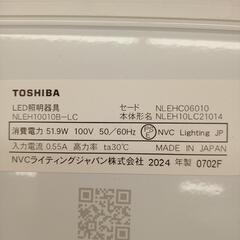 TOSHIBA
LED照明器具 セード NLEHC06010
NLEH10010B-LC 本体形名 NLEH10LC21014
消費電力 51.9W 100V 50/60Hz PSE NVC Lighting JP
入力電流 0.55A 高力率 ta30℃ MADE IN JAPAN
NVCライティングジャパン株式会社 2024 年製 0702F